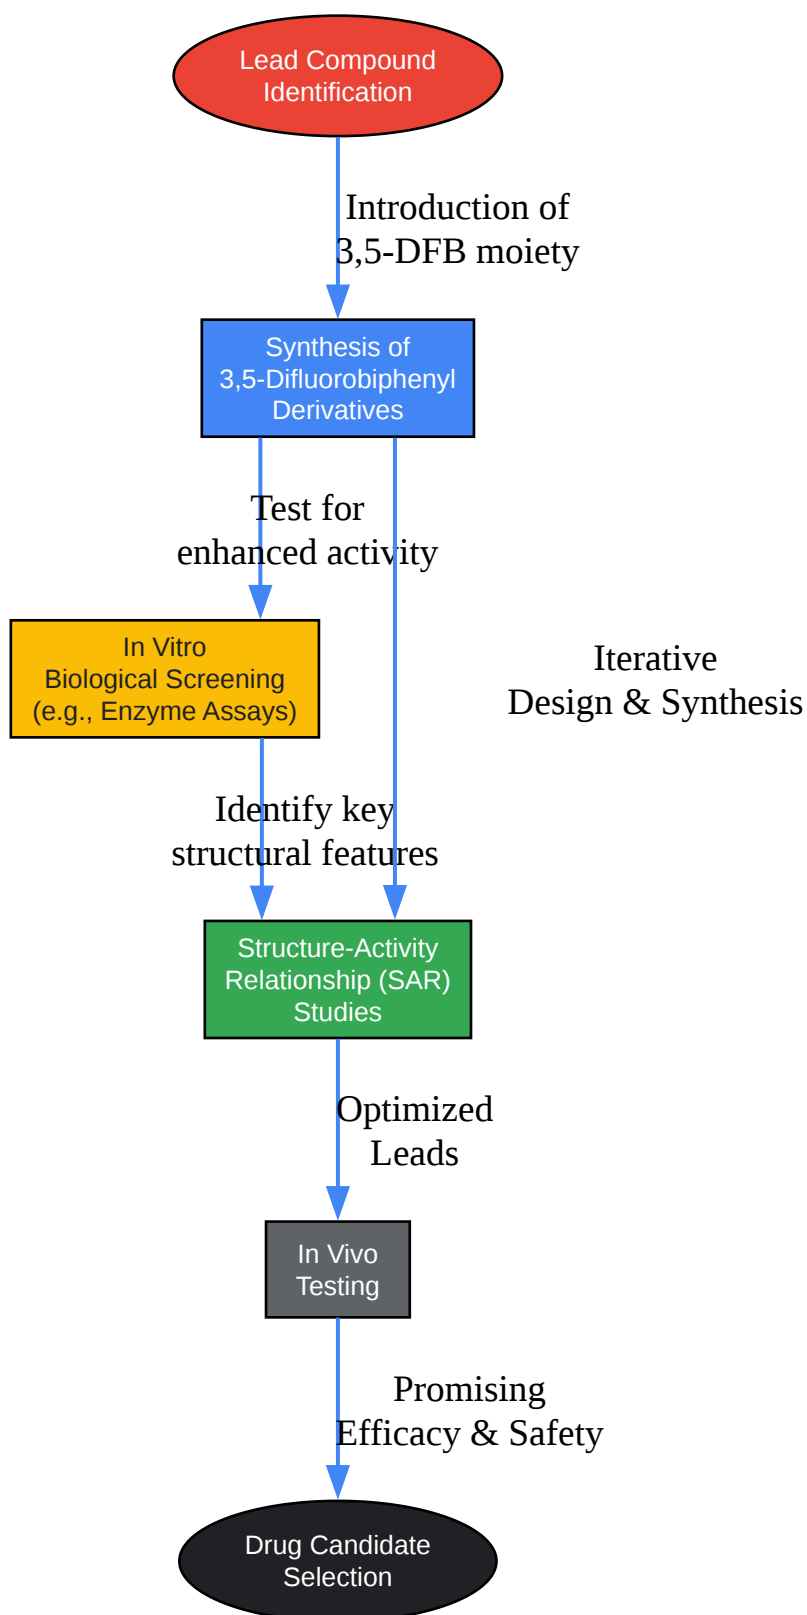 Lead Compound
Identification
Introduction of
3,5-DFB moiety
Synthesis of
3,5-Difluorobiphenyl
Derivatives
Test for
enhanced activity
In Vitro
Biological Screening
(e.g., Enzyme Assays)
Iterative
Design & Synthesis
Identify key
structural features
Structure-Activity
Relationship (SAR)
Studies
Optimized
Leads
In Vivo
Testing
Promising
Efficacy & Safety
Drug Candidate
Selection